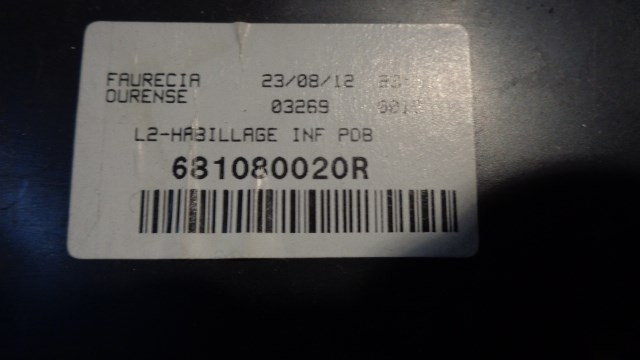 FAURECIA 23/08/12
OURENSE 03269
L2-HABILLAGE INF PDB
681080020R